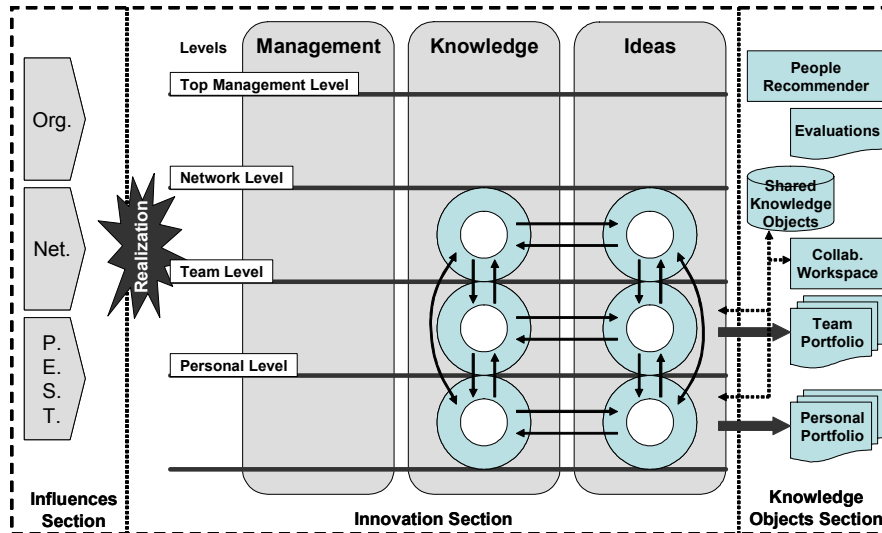 Levels
Management
Knowledge
Ideas
Top Management Level
Network Level
Team Level
Personal Level
Org.
Net.
P.
E.
S.
T.
Realization
People
Recommender
Evaluations
Shared
Knowledge
Objects
Collab.
Workspace
Team
Portfolio
Personal
Portfolio
Influences
Section
Innovation Section
Knowledge
Objects Section